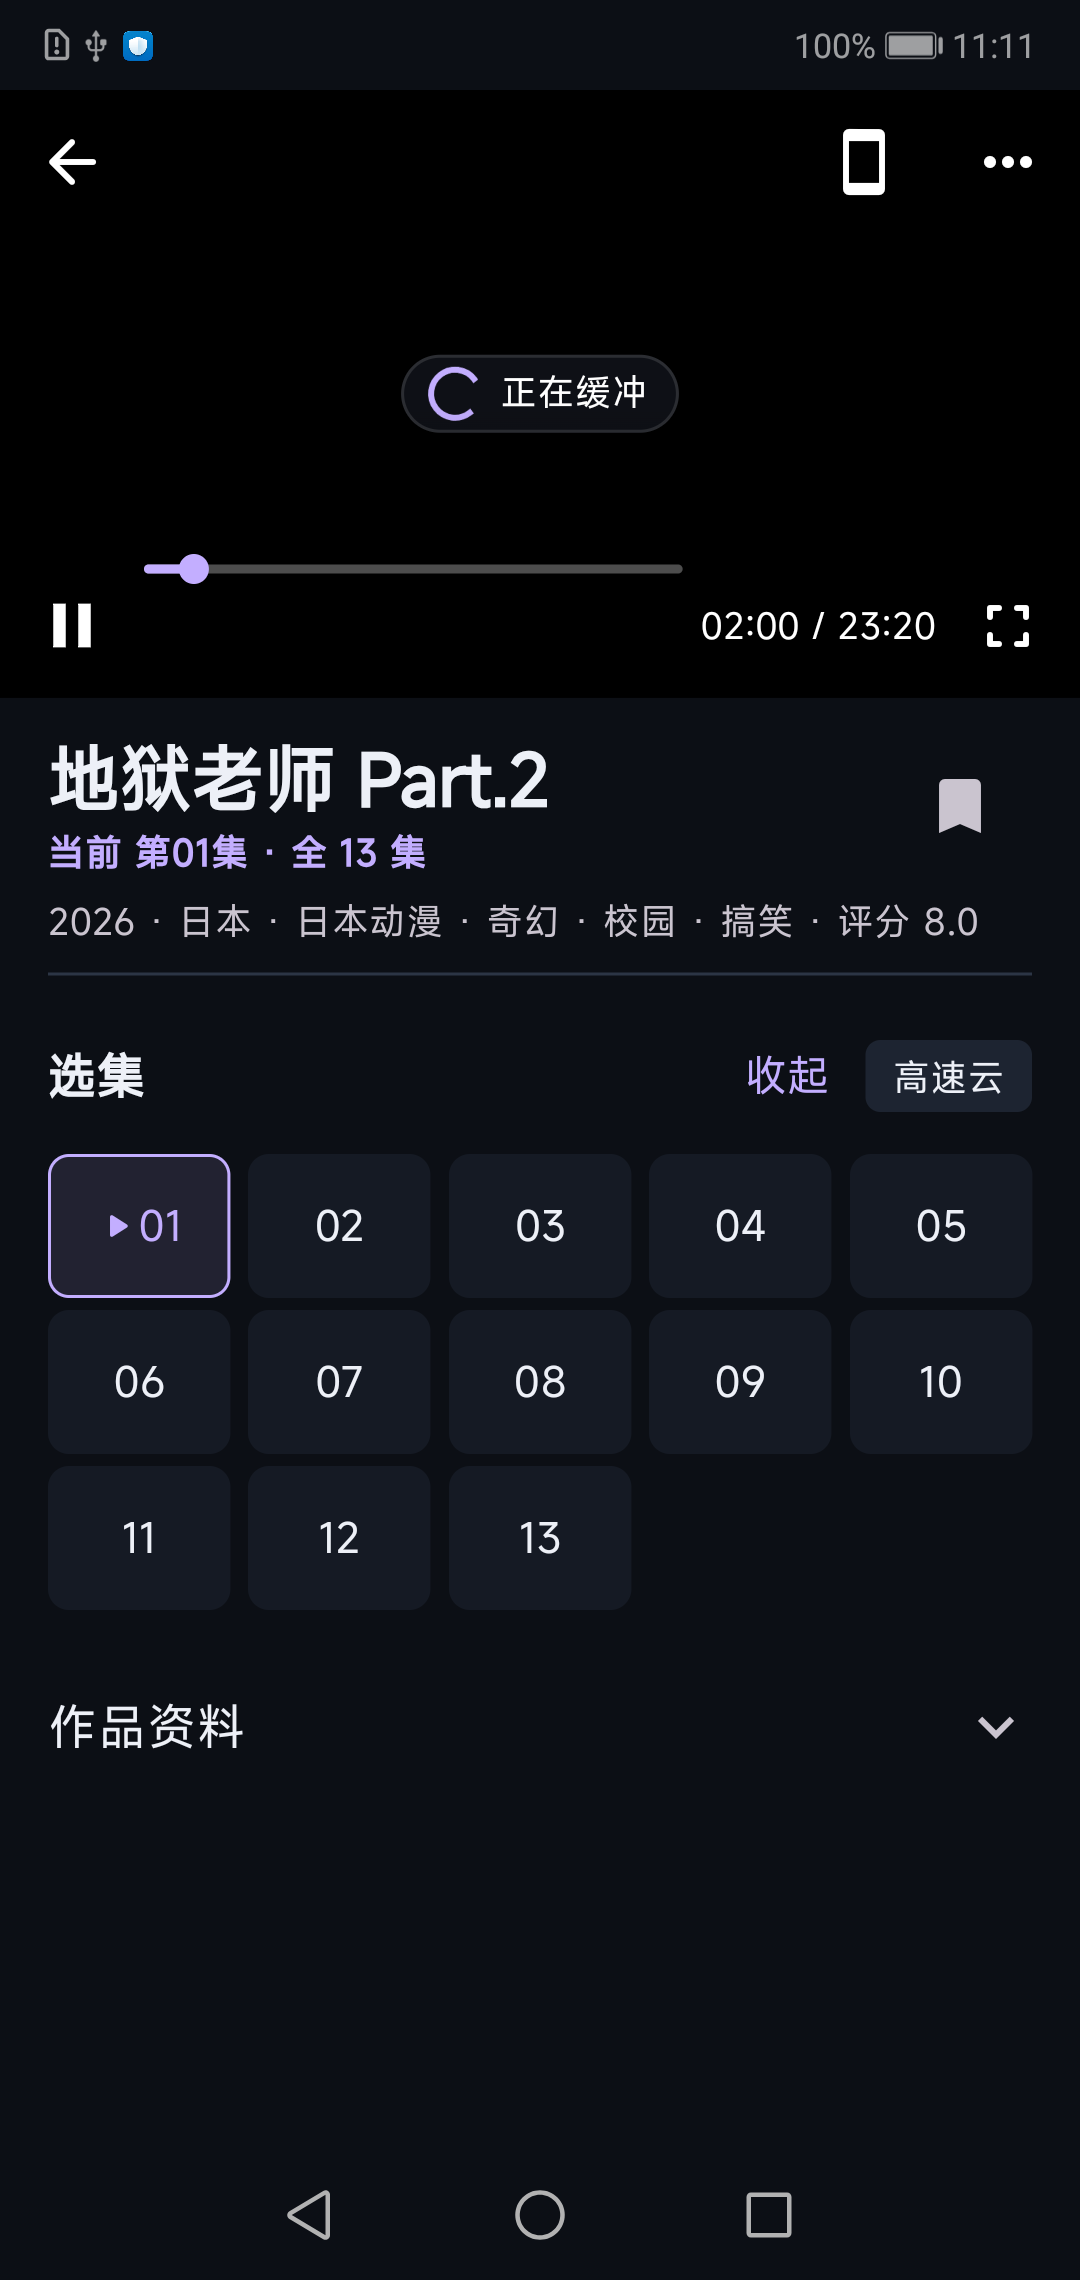 100% 11:11
正在缓冲
02:00 / 23:20
地狱老师 Part.2
当前 第01集 · 全 13 集
2026 · 日本 · 日本动漫 · 奇幻 · 校园 · 搞笑 · 评分 8.0
选集 收起 高速云
01 02 03 04 05
06 07 08 09 10
11 12 13
作品资料